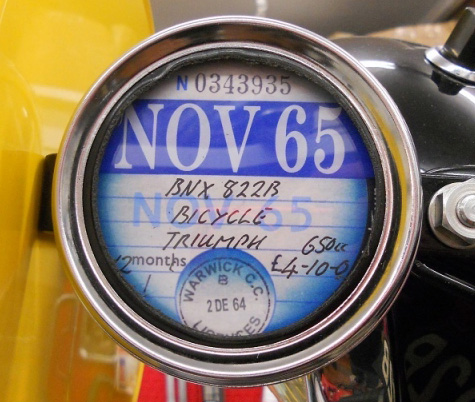 N 0343935
NOV 65
BNX 822B
NOV 65
BICYCLE
TRIUMPH 650cc
12 months £4-10-0
WARWICK C.C.
B
2 DE 64
LICENCES